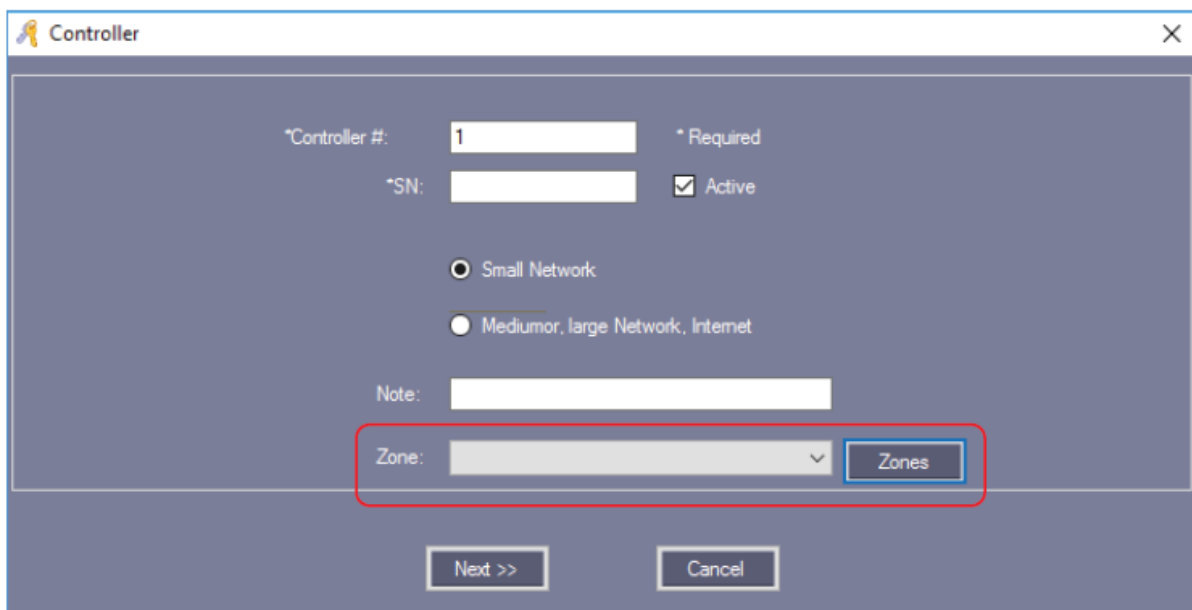 Controller
*Controller #: 1 * Required
*SN: Active
Small Network
Mediumor, large Network, Internet
Note:
Zone: Zones
Next >> Cancel